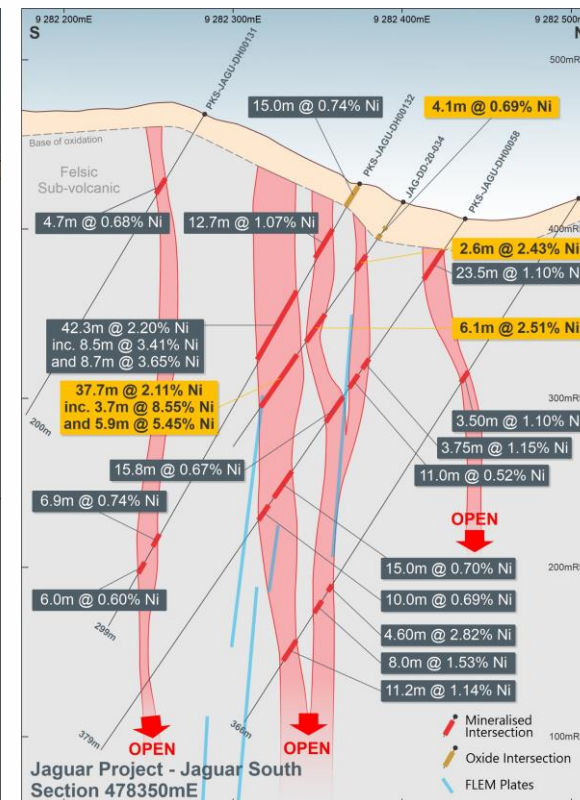 9 282 200mE
9 282 300mE
9 282 400mE
9 282 500
S
N
500mR
PKS-JAGU-DH00131
15.0m @ 0.74% Ni
PKS-JAGU-DH00132
4.1m @ 0.69% Ni
JAG-DD-20-034
PKS-JAGU-DH00058
Base of oxidation
Felsic
Sub-volcanic
4.7m @ 0.68% Ni
12.7m @ 1.07% Ni
400mR
2.6m @ 2.43% Ni
23.5m @ 1.10% Ni
42.3m @ 2.20% Ni
inc. 8.5m @ 3.41% Ni
and 8.7m @ 3.65% Ni
6.1m @ 2.51% Ni
37.7m @ 2.11% Ni
inc. 3.7m @ 8.55% Ni
and 5.9m @ 5.45% Ni
300mR
200m
3.50m @ 1.10% Ni
3.75m @ 1.15% Ni
15.8m @ 0.67% Ni
11.0m @ 0.52% Ni
6.9m @ 0.74% Ni
OPEN
15.0m @ 0.70% Ni
200mR
10.0m @ 0.69% Ni
6.0m @ 0.60% Ni
299m
4.60m @ 2.82% Ni
8.0m @ 1.53% Ni
11.2m @ 1.14% Ni
379m
360m
100mR
OPEN
OPEN
Mineralised
Intersection
Oxide Intersection
FLEM Plates
Jaguar Project - Jaguar South
Section 478350mE